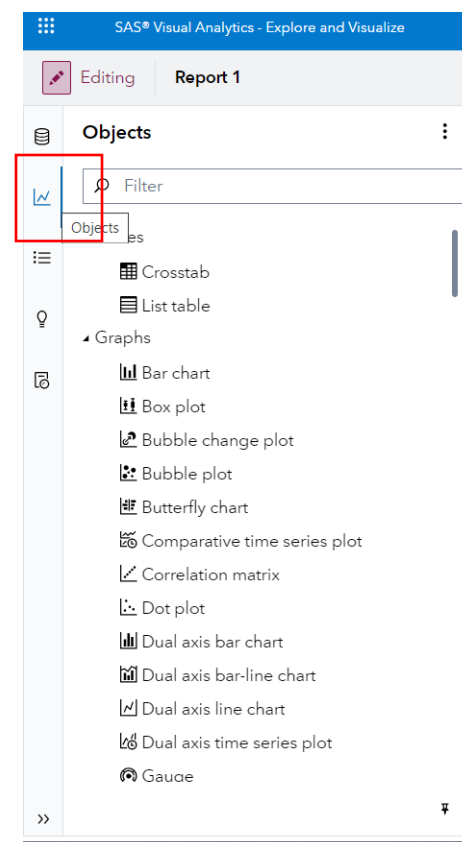 SAS® Visual Analytics - Explore and Visualize
Editing Report 1
Objects
Filter
Objects
es
Crosstab
List table
Graphs
Bar chart
Box plot
Bubble change plot
Bubble plot
Butterfly chart
Comparative time series plot
Correlation matrix
Dot plot
Dual axis bar chart
Dual axis bar-line chart
Dual axis line chart
Dual axis time series plot
Gauge